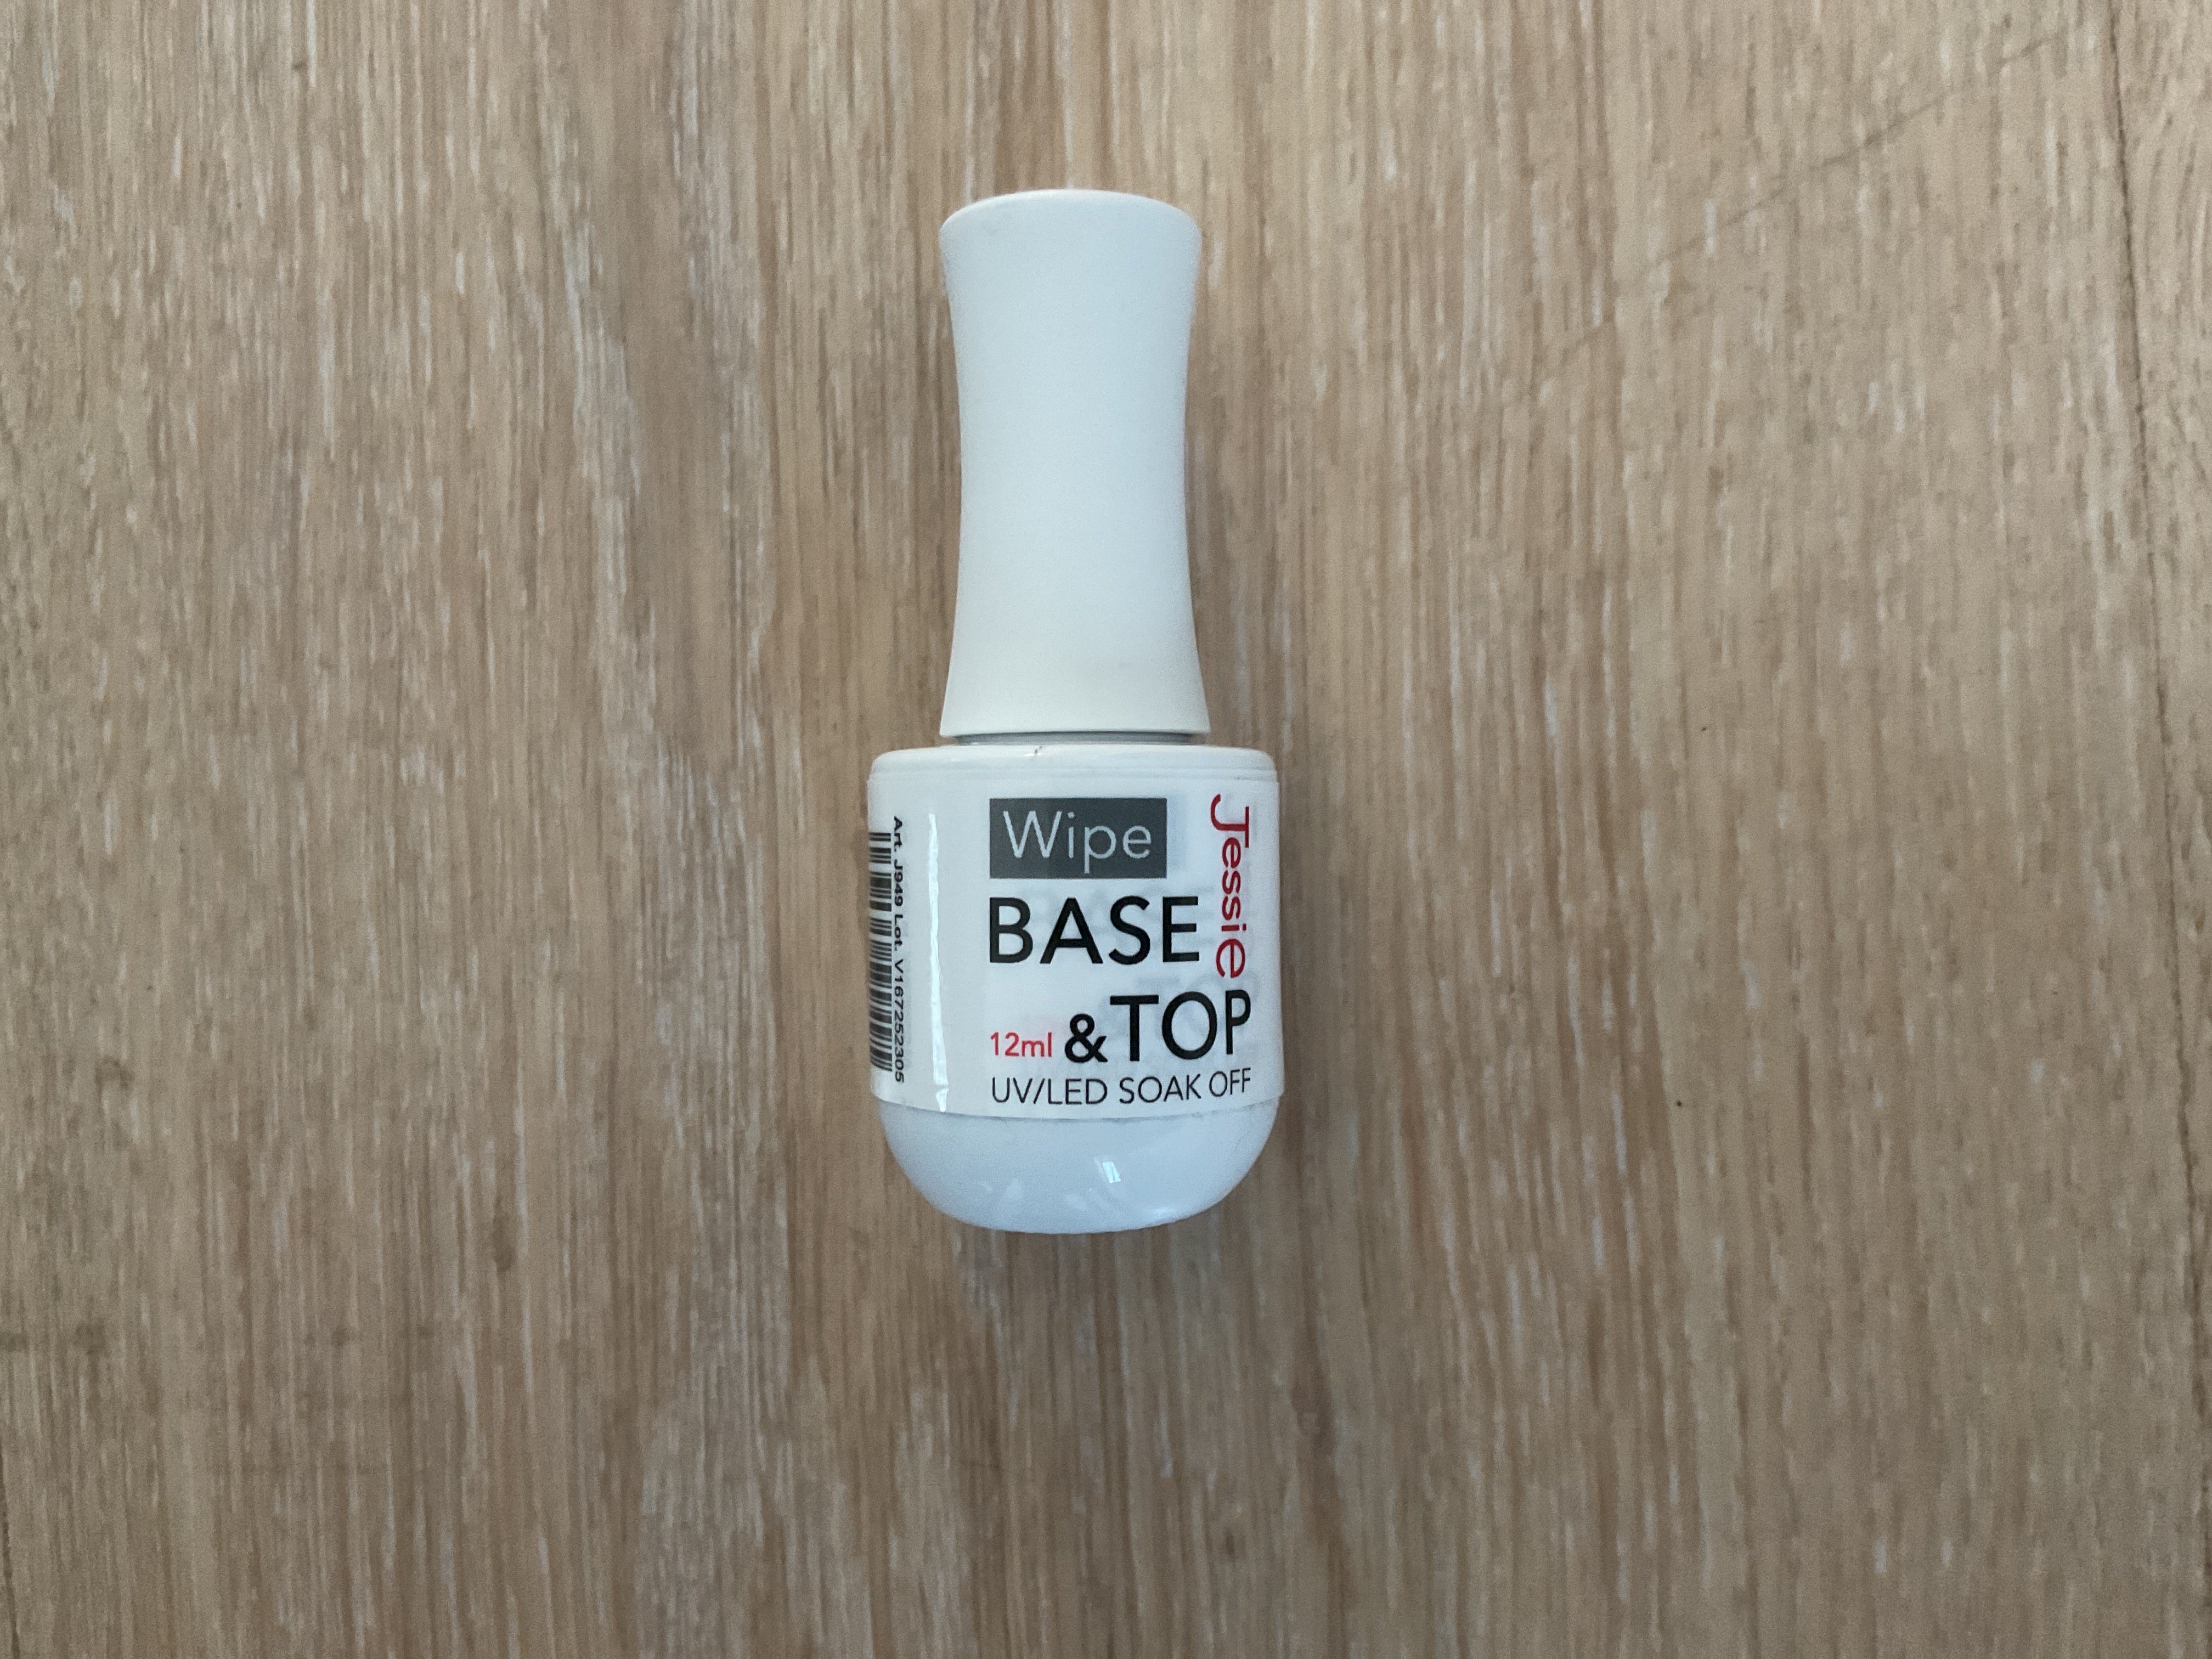 Wipe
BASE
12ml &TOP
UV/LED SOAK OFF
Jessie
Art. J949 Lot. V167252305